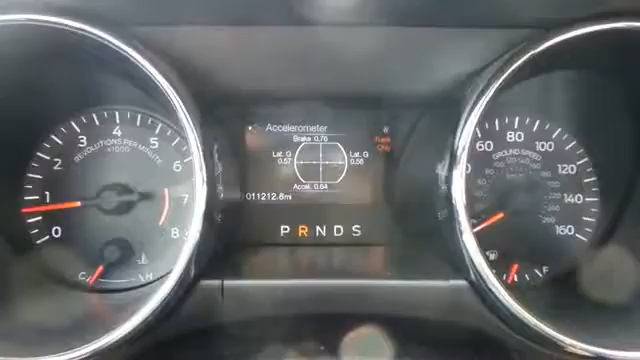 0 1 2 3 4 5 6 7 8
REVOLUTIONS PER MINUTE
x1000
C H
Accelerometer
Brake 0.76
Lat. G
0.57
Lat. G
0.58
Accel. 0.64
011212.8mi
P R N D S
60 80 100 120 140 160
GROUND SPEED
F